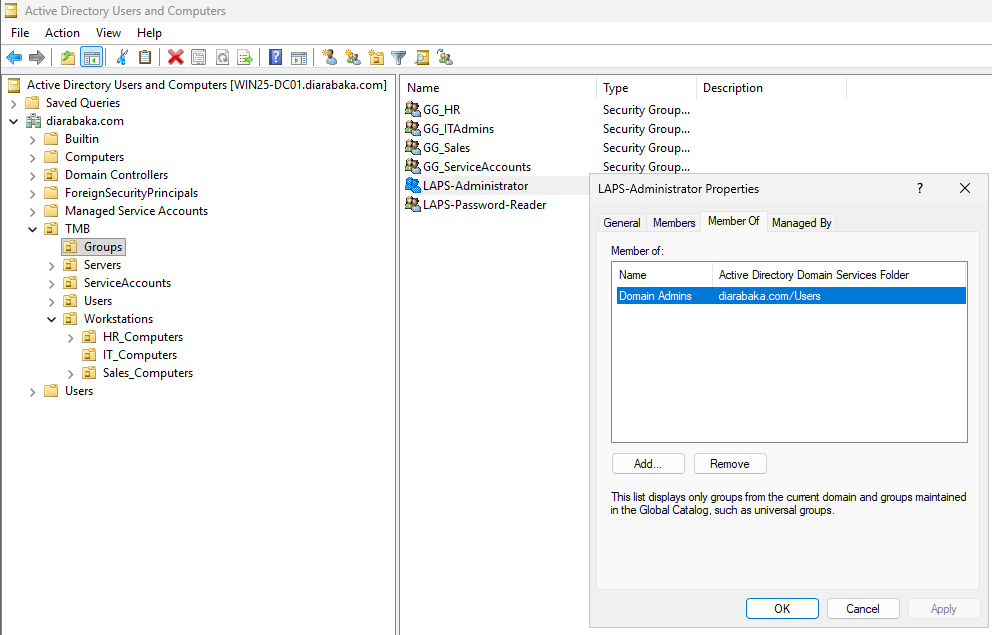 Active Directory Users and Computers
File Action View Help
Active Directory Users and Computers [WIN25-DC01.diarabaka.com]
Saved Queries
diarabaka.com
Builtin
Computers
Domain Controllers
ForeignSecurityPrincipals
Managed Service Accounts
TMB
Groups
Servers
ServiceAccounts
Users
Workstations
HR_Computers
IT_Computers
Sales_Computers
Users
Name Type Description
GG_HR Security Group...
GG_ITAdmins Security Group...
GG_Sales Security Group...
GG_ServiceAccounts Security Group...
LAPS-Administrator
LAPS-Password-Reader
LAPS-Administrator Properties
? 
General Members Member Of Managed By
Member of:
Name Active Directory Domain Services Folder
Domain Admins diarabaka.com/Users
Add... Remove
This list displays only groups from the current domain and groups maintained
in the Global Catalog, such as universal groups.
OK Cancel Apply